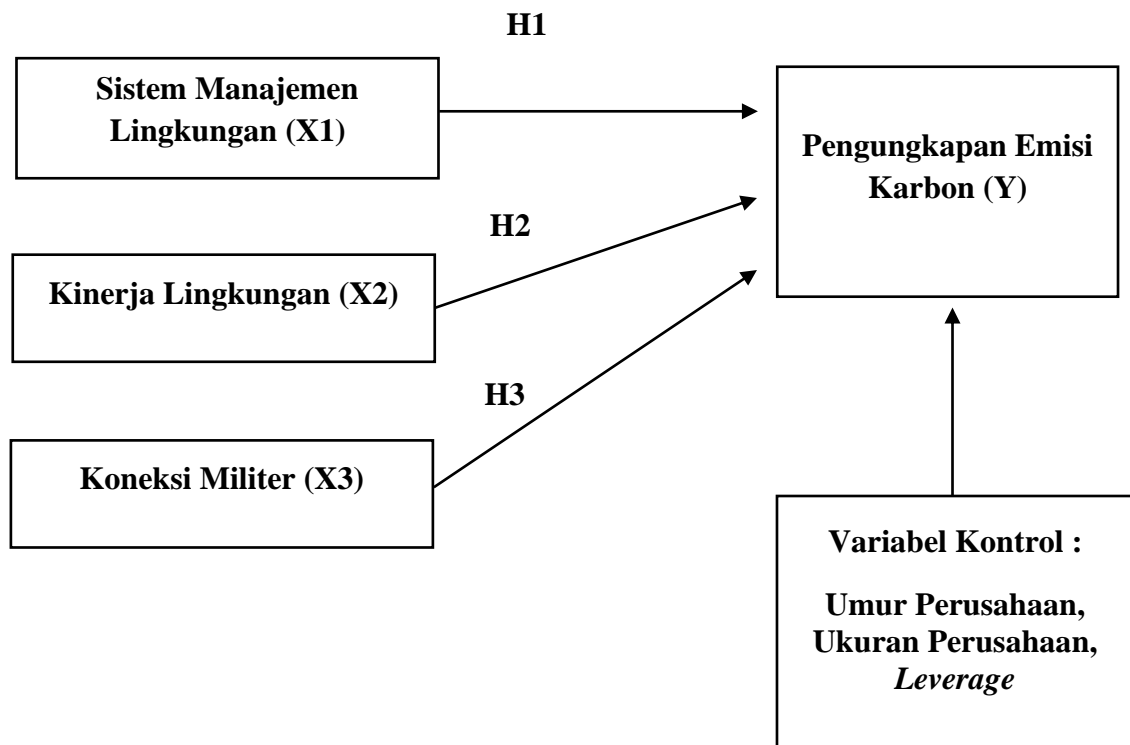 H1
Sistem Manajemen
Lingkungan (X1)
Pengungkapan Emisi
Karbon (Y)
H2
Kinerja Lingkungan (X2)
H3
Koneksi Militer (X3)
Variabel Kontrol :
Umur Perusahaan,
Ukuran Perusahaan,
Leverage